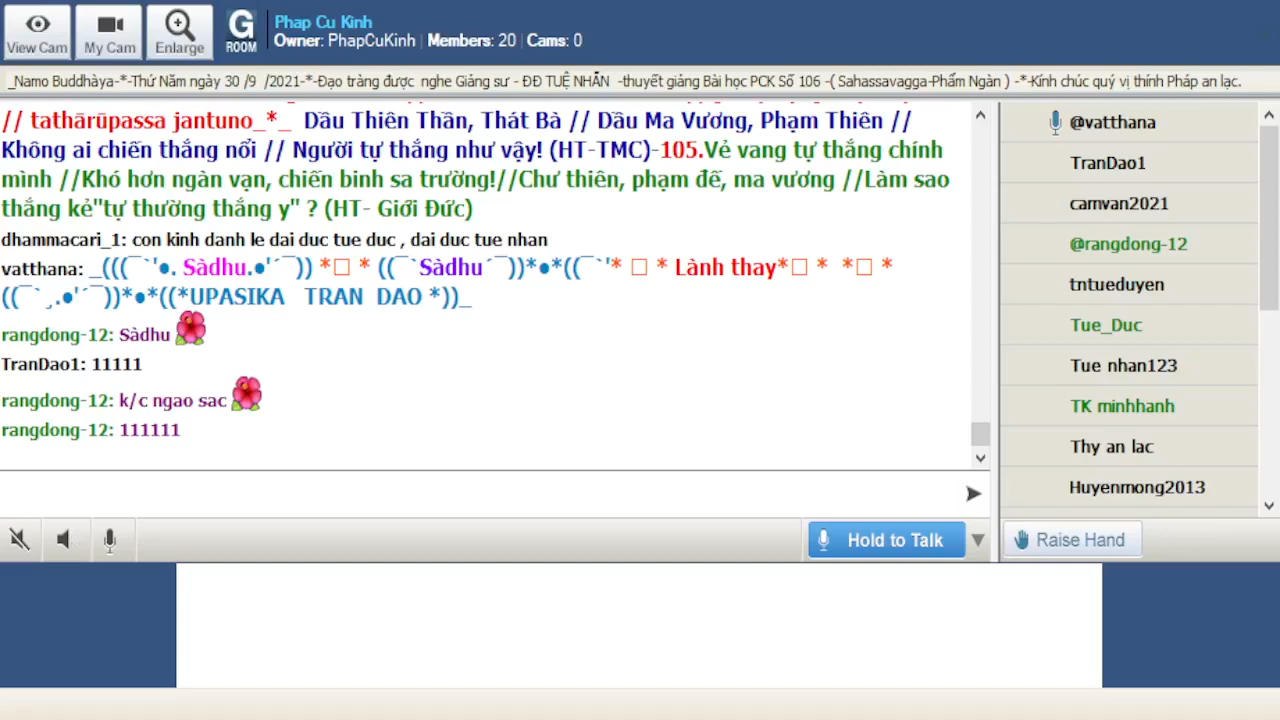 View Cam
My Cam
Enlarge
G
ROOM
Phap Cu Kinh
Owner: PhapCuKinh | Members: 20 | Cams: 0
_Namo Buddhàya-*-Thứ Năm ngày 30 /9 /2021-*-Đạo tràng được nghe Giảng sư - ĐĐ TUỆ NHẪN -thuyết giảng Bài học PCK Số 106 -( Sahassavagga-Phẩm Ngàn ) -*-Kính chúc quý vị thính Pháp an lạc.
// tathārūpassa jantuno_*_ Dầu Thiên Thần, Thát Bà // Dầu Ma Vương, Phạm Thiên //
Không ai chiến thắng nổi // Người tự thắng như vậy! (HT-TMC)-105.Vẻ vang tự thắng chính
mình //Khó hơn ngàn vạn, chiến binh sa trường!//Chư thiên, phạm đế, ma vương //Làm sao
thắng kẻ"tự thường thắng y" ? (HT- Giới Đức)
dhammacari_1: con kinh danh le dai duc tue duc , dai duc tue nhan
vatthana: _(((¯`'●. Sàdhu.●'´¯)) *□ * ((¯`Sàdhu´¯))*●*((¯`'* □ * Lành thay*□ * *□ *
((¯`¸.●'´¯))*●*((*UPASIKA TRAN DAO *))_
rangdong-12: Sàdhu
TranDao1: 11111
rangdong-12: k/c ngao sac
rangdong-12: 111111
Hold to Talk
@vatthana
TranDao1
camvan2021
@rangdong-12
tntueduyen
Tue_Duc
Tue nhan123
TK minhhanh
Thy an lac
Huyenmong2013
Raise Hand